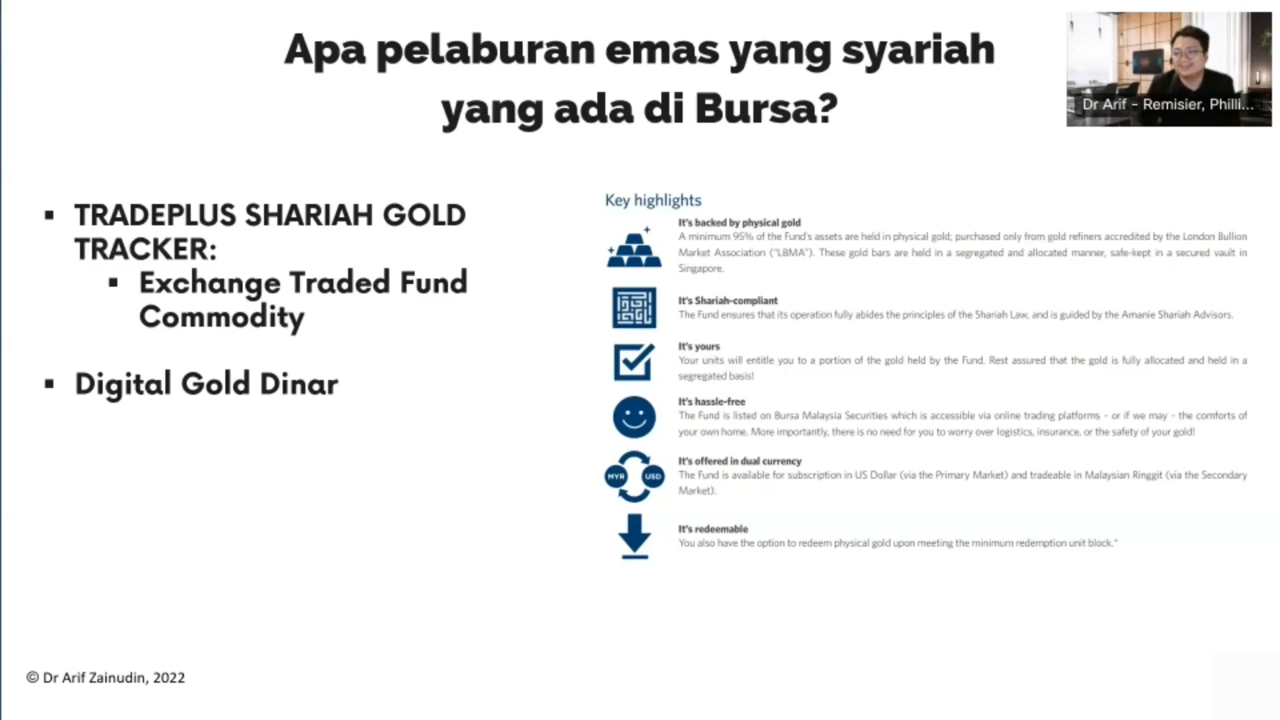 Apa pelaburan emas yang syariah
yang ada di Bursa?
Dr Arif - Remisier, Philli...
▪ TRADEPLUS SHARIAH GOLD
TRACKER:
▪ Exchange Traded Fund
Commodity
▪ Digital Gold Dinar
Key highlights
It's backed by physical gold
A minimum 95% of the Fund's assets are held in physical gold; purchased only from gold refiners accredited by the London Bullion
Market Association ("LBMA"). These gold bars are held in a segregated and allocated manner, safe-kept in a secured vault in
Singapore.
It's Shariah-compliant
The Fund ensures that its operation fully abides the principles of the Shariah Law, and is guided by the Amanie Shariah Advisors.
It's yours
Your units will entitle you to a portion of the gold held by the Fund. Rest assured that the gold is fully allocated and held in a
segregated basis!
It's hassle-free
The Fund is listed on Bursa Malaysia Securities which is accessible via online trading platforms - or if we may - the comforts of
your own home. More importantly, there is no need for you to worry over logistics, insurance, or the safety of your gold!
MYR USD
It's offered in dual currency
The Fund is available for subscription in US Dollar (via the Primary Market) and tradeable in Malaysian Ringgit (via the Secondary
Market).
It's redeemable
You also have the option to redeem physical gold upon meeting the minimum redemption unit block.*
© Dr Arif Zainudin, 2022